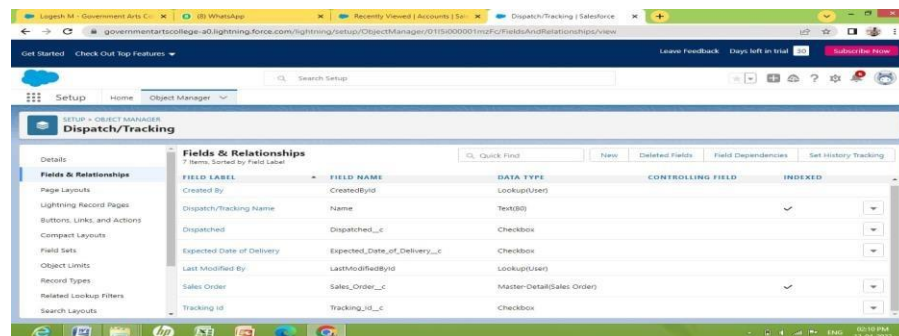 Logesh M - Government Arts Co
(8) WhatsApp
Recently Viewed | Accounts | Sal
Dispatch/Tracking | Salesforce
governmentartscollege-a0.lightning.force.com/lightning/setup/ObjectManager/01I5i000001mzFc/FieldsAndRelationships/view
Get Started Check Out Top Features
Leave Feedback Days left in trial 30 Subscribe Now
Search Setup
Setup Home Object Manager
SETUP > OBJECT MANAGER
Dispatch/Tracking
Details
Fields & Relationships
Page Layouts
Lightning Record Pages
Buttons, Links, and Actions
Compact Layouts
Field Sets
Object Limits
Record Types
Related Lookup Filters
Search Layouts
Fields & Relationships
7 Items, Sorted by Field Label
Quick Find New Deleted Fields Field Dependencies Set History Tracking
FIELD LABEL FIELD NAME DATA TYPE CONTROLLING FIELD INDEXED
Created By CreatedById Lookup(User)
Dispatch/Tracking Name Name Text(80)
Dispatched Dispatched__c Checkbox
Expected Date of Delivery Expected_Date_of_Delivery__c Checkbox
Last Modified By LastModifiedById Lookup(User)
Sales Order Sales_Order__c Master-Detail(Sales Order)
Tracking Id Tracking_Id__c Checkbox
ENG 02:10 PM